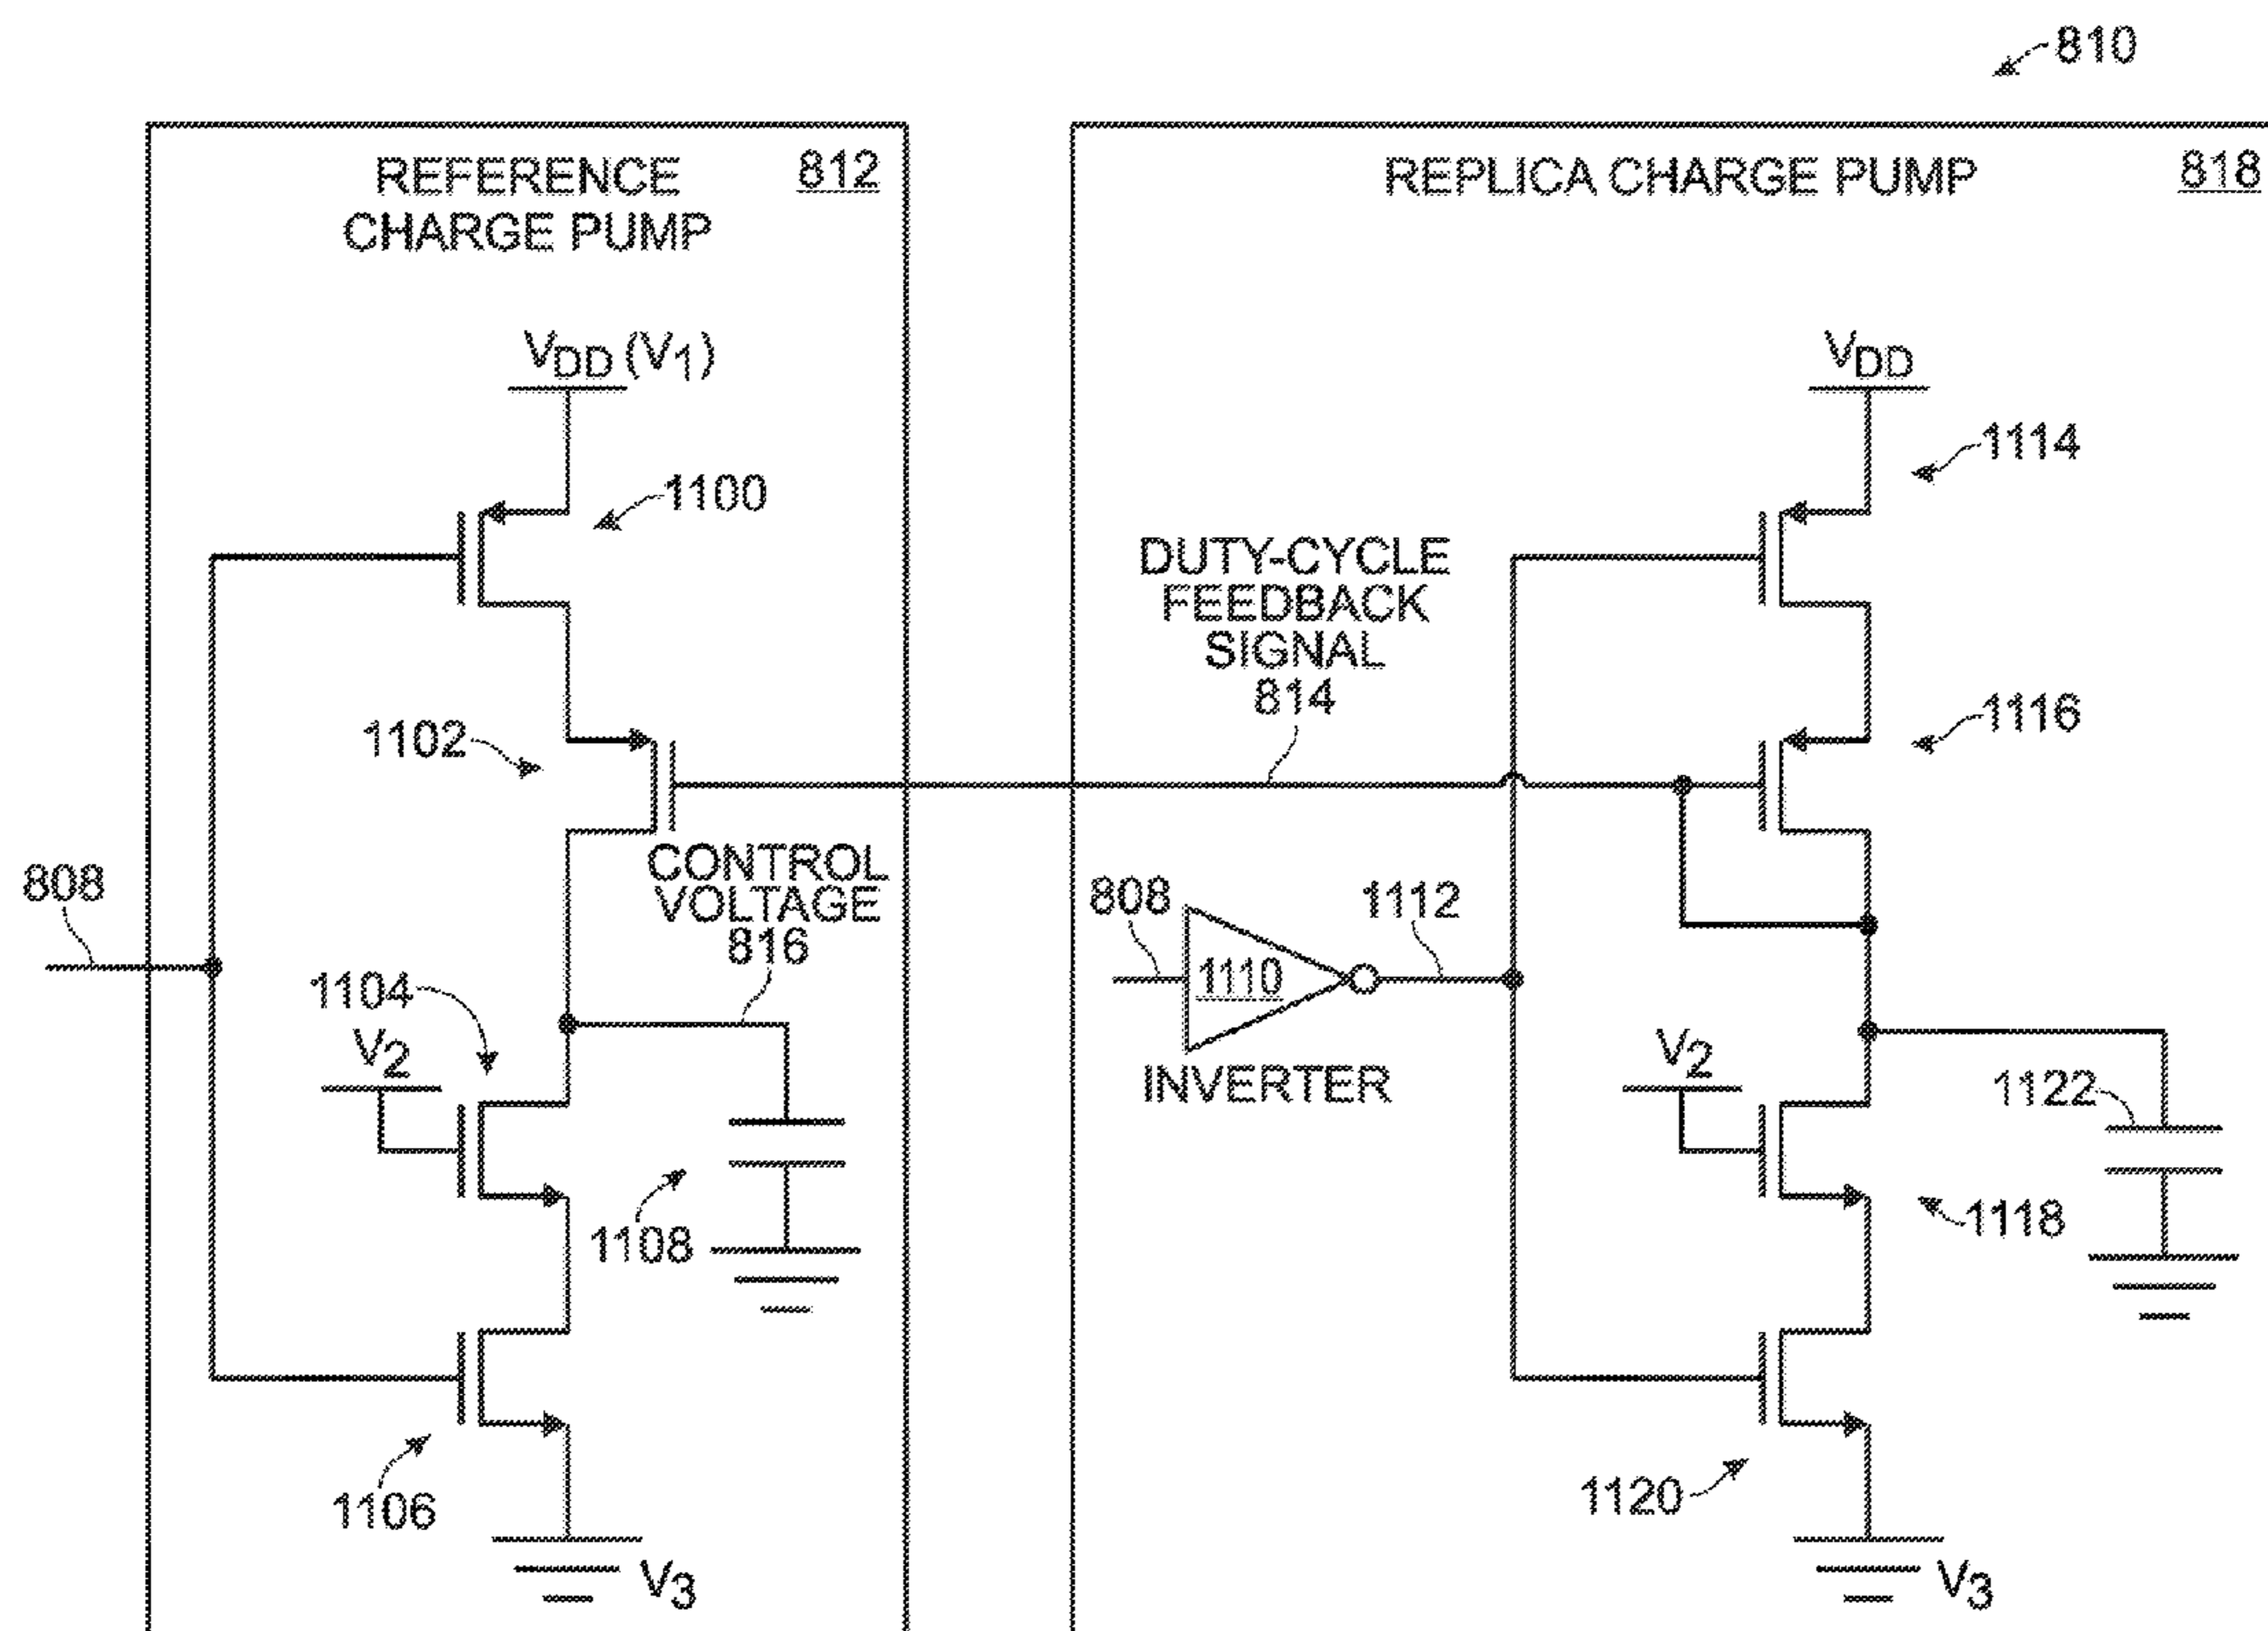 810
REFERENCE 812
CHARGE PUMP
REPLICA CHARGE PUMP 818
VDD (V1)
1100
1102
808
CONTROL
VOLTAGE
816
1104
V2
1108
1106
V3
DUTY-CYCLE
FEEDBACK
SIGNAL
814
VDD
1114
1116
808
1110
1112
INVERTER
V2
1122
1118
1120
V3